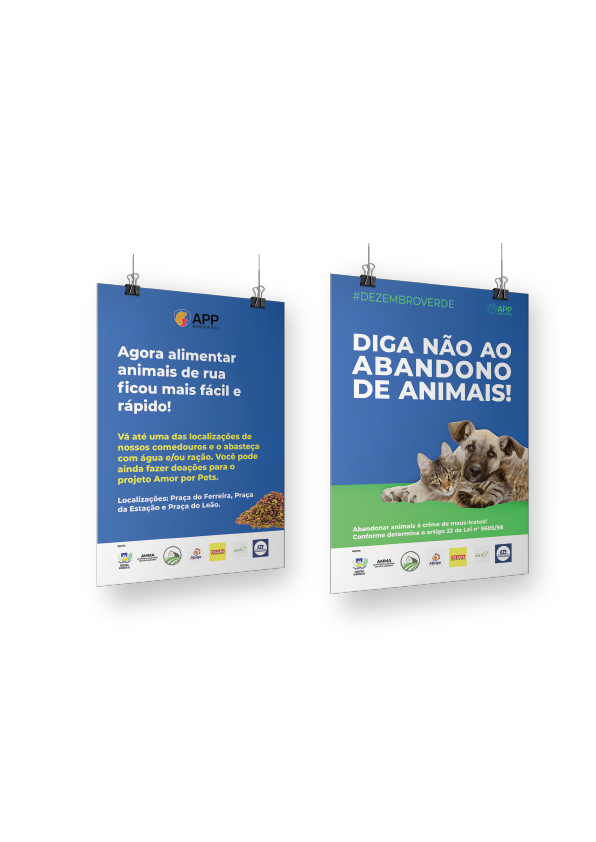 APP
Agora alimentar
animais de rua
ficou mais fácil e
rápido!
Vá até uma das localizações de
nossos comedouros e o abasteça
com água e/ou ração. Você pode
ainda fazer doações para o
projeto Amor por Pets.
Localizações: Praça do Ferreira, Praça
da Estação e Praça do Leão.
AMMA
#DEZEMBROVERDE
APP
DIGA NÃO AO
ABANDONO
DE ANIMAIS!
Abandonar animais é crime de maus-tratos!
Conforme determina o artigo 32 da Lei nº 9605/98
AMMA